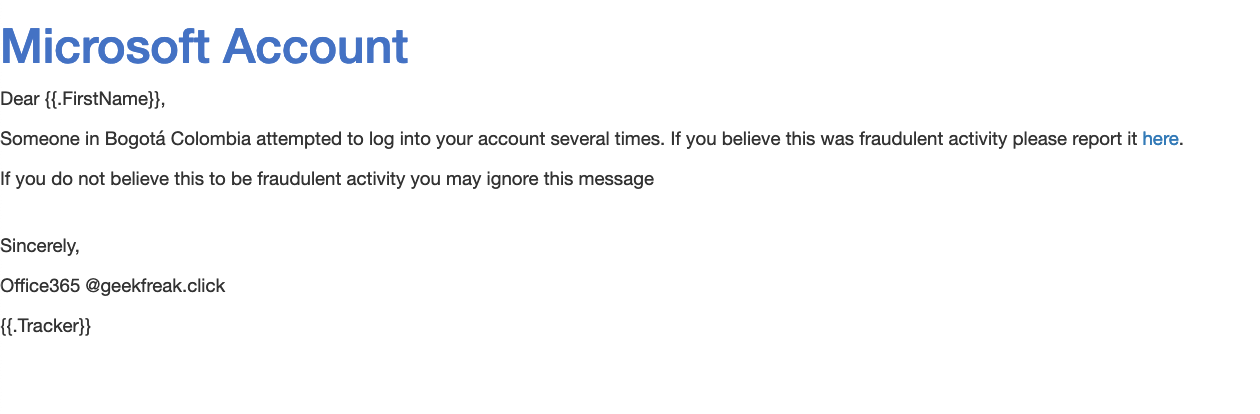 Microsoft Account
Dear {{.FirstName}},
Someone in Bogotá Colombia attempted to log into your account several times. If you believe this was fraudulent activity please report it here.
If you do not believe this to be fraudulent activity you may ignore this message
Sincerely,
Office365 @geekfreak.click
{{.Tracker}}